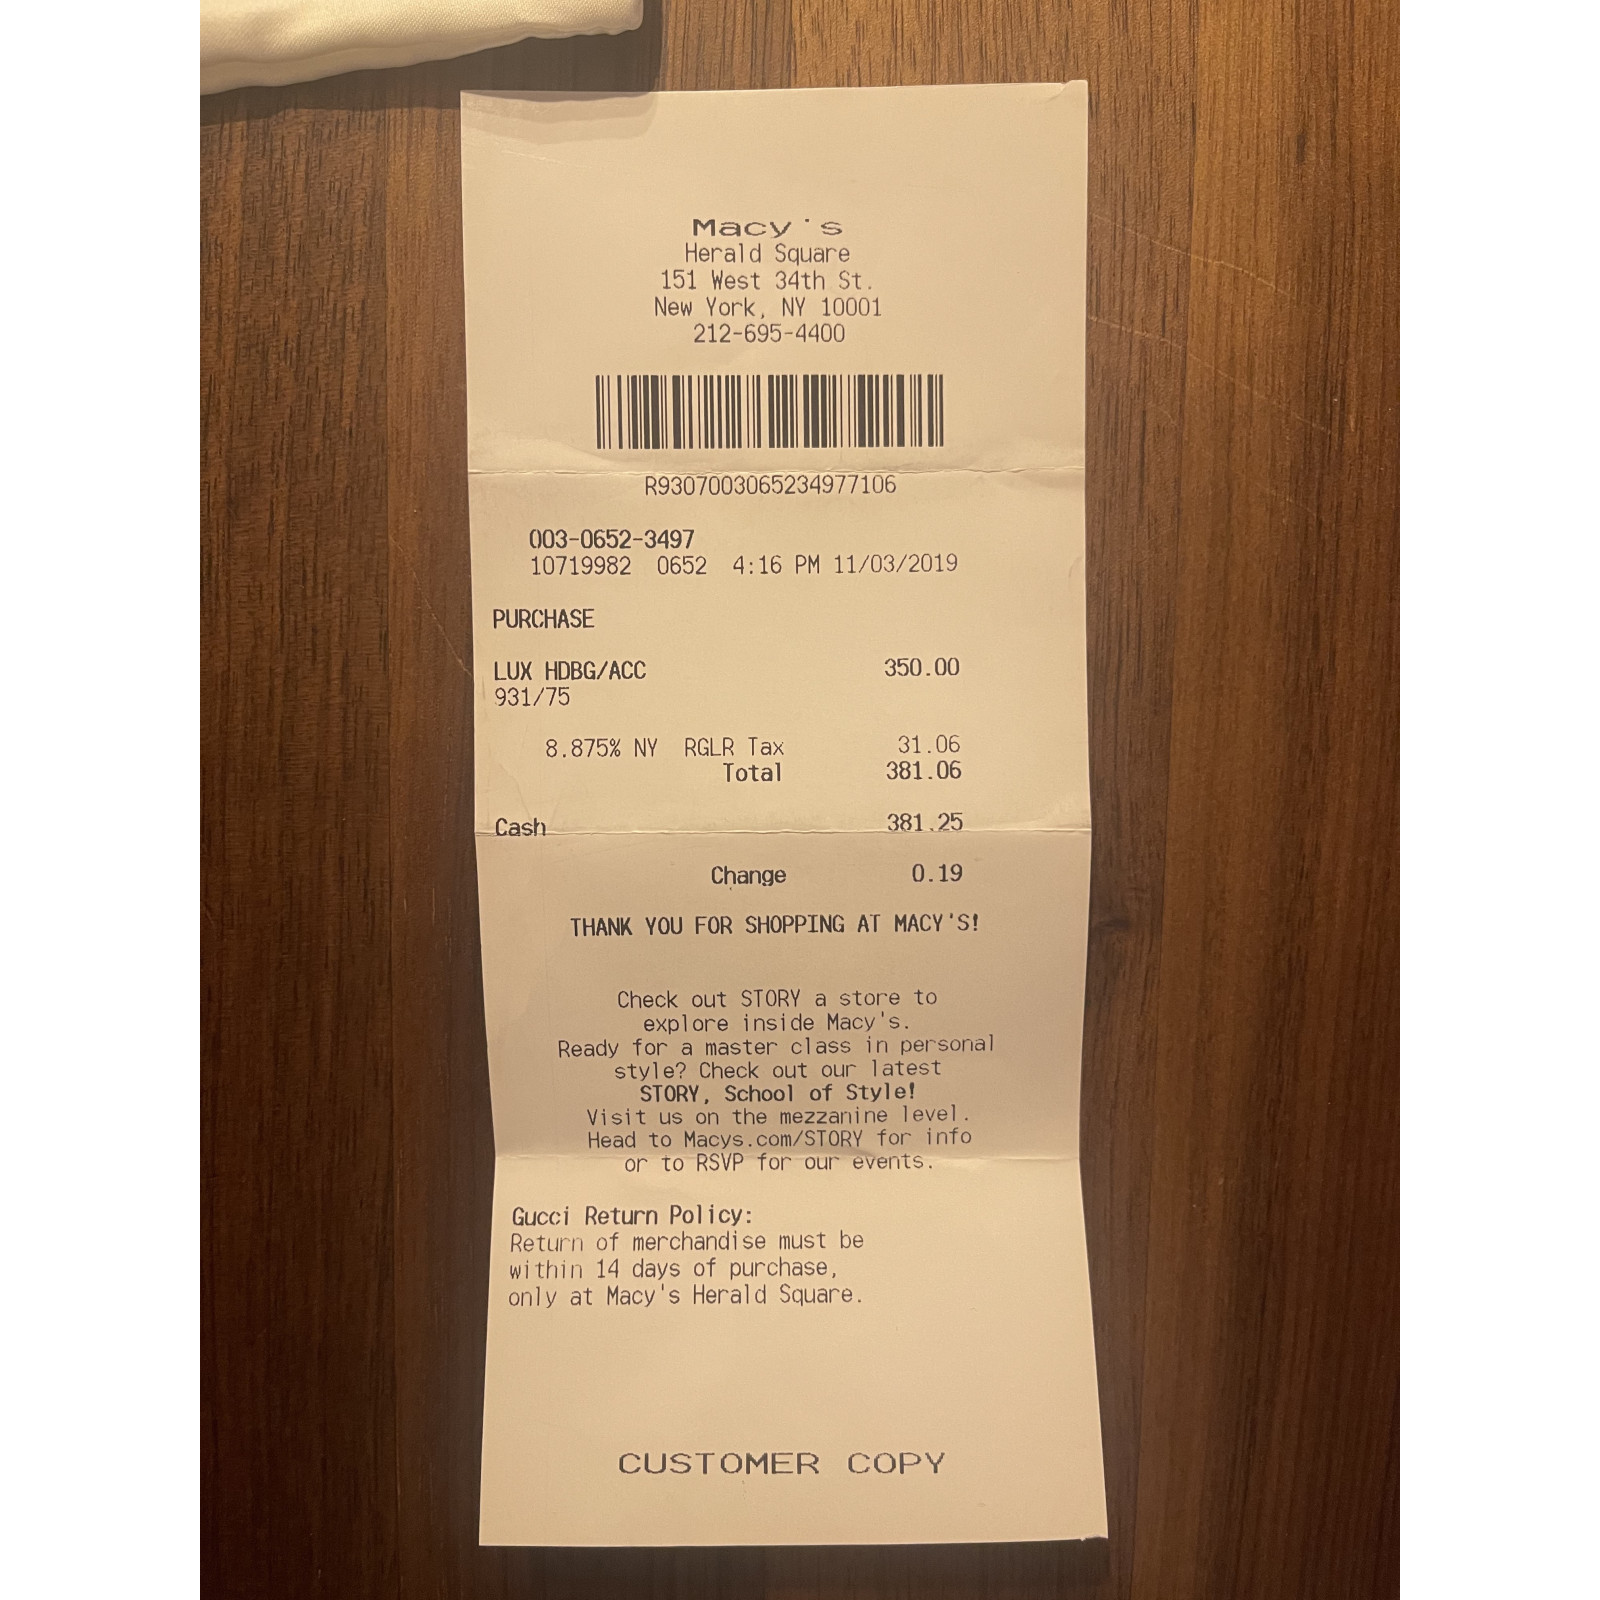 Macy's
Herald Square
151 West 34th St.
New York, NY 10001
212-695-4400
R9307003065234977106
003-0652-3497
10719982 0652 4:16 PM 11/03/2019
PURCHASE
LUX HDBG/ACC 350.00
931/75
8.875% NY RGLR Tax 31.06
Total 381.06
Cash 381.25
Change 0.19
THANK YOU FOR SHOPPING AT MACY'S!
Check out STORY a store to
explore inside Macy's.
Ready for a master class in personal
style? Check out our latest
STORY, School of Style!
Visit us on the mezzanine level.
Head to Macys.com/STORY for info
or to RSVP for our events.
Gucci Return Policy:
Return of merchandise must be
within 14 days of purchase,
only at Macy's Herald Square.
CUSTOMER COPY